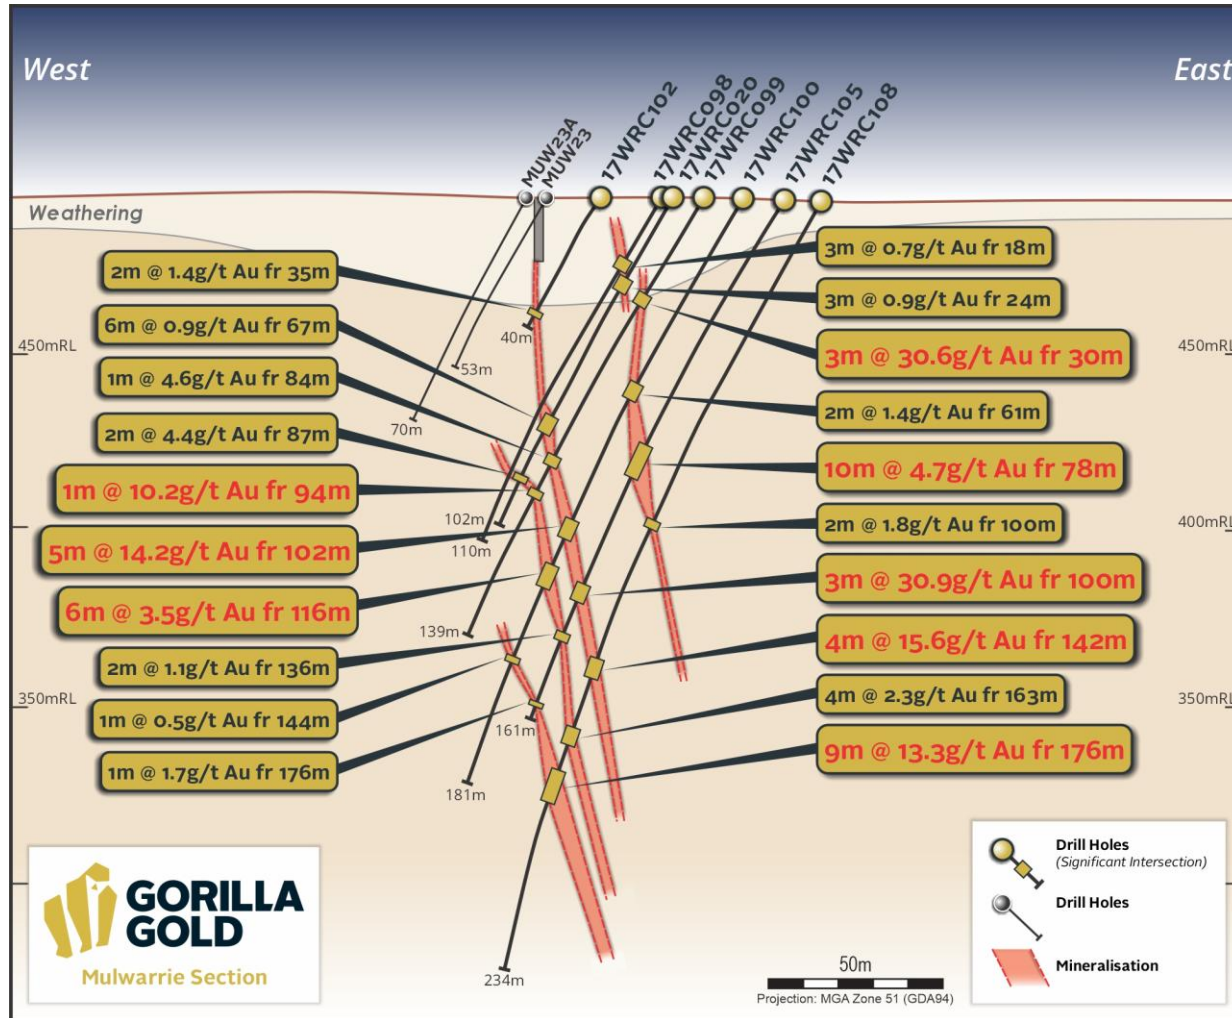 West
East
MUW23A
MUW23
17WRC102
17WRC098
17WRC020
17WRC099
17WRC100
17WRC105
17WRC108
Weathering
2m @ 1.4g/t Au fr 35m
6m @ 0.9g/t Au fr 67m
1m @ 4.6g/t Au fr 84m
2m @ 4.4g/t Au fr 87m
1m @ 10.2g/t Au fr 94m
5m @ 14.2g/t Au fr 102m
6m @ 3.5g/t Au fr 116m
2m @ 1.1g/t Au fr 136m
1m @ 0.5g/t Au fr 144m
1m @ 1.7g/t Au fr 176m
3m @ 0.7g/t Au fr 18m
3m @ 0.9g/t Au fr 24m
3m @ 30.6g/t Au fr 30m
2m @ 1.4g/t Au fr 61m
10m @ 4.7g/t Au fr 78m
2m @ 1.8g/t Au fr 100m
3m @ 30.9g/t Au fr 100m
4m @ 15.6g/t Au fr 142m
4m @ 2.3g/t Au fr 163m
9m @ 13.3g/t Au fr 176m
450mRL
450mRL
400mRL
350mRL
350mRL
40m
53m
70m
102m
110m
139m
161m
181m
234m
GORILLA
GOLD
Mulwarrie Section
50m
Projection: MGA Zone 51 (GDA94)
Drill Holes
(Significant Intersection)
Drill Holes
Mineralisation